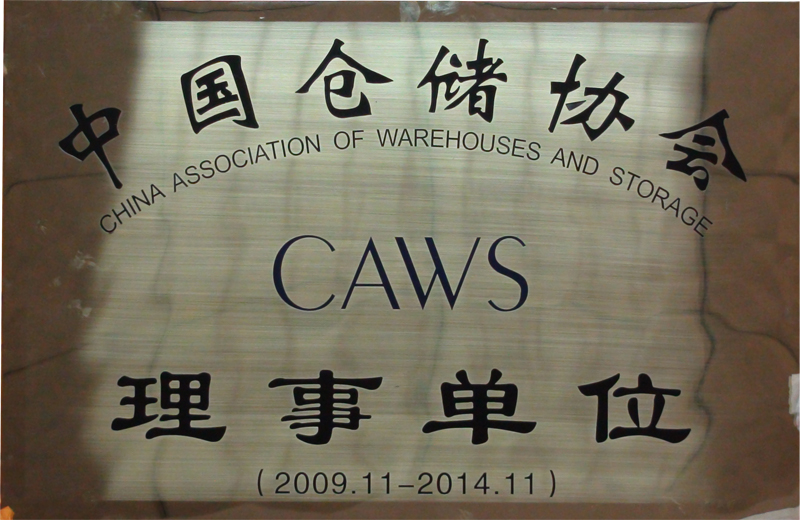 中国仓储协会
CHINA ASSOCIATION OF WAREHOUSES AND STORAGE
CAWS
理事单位
(2009.11-2014.11)